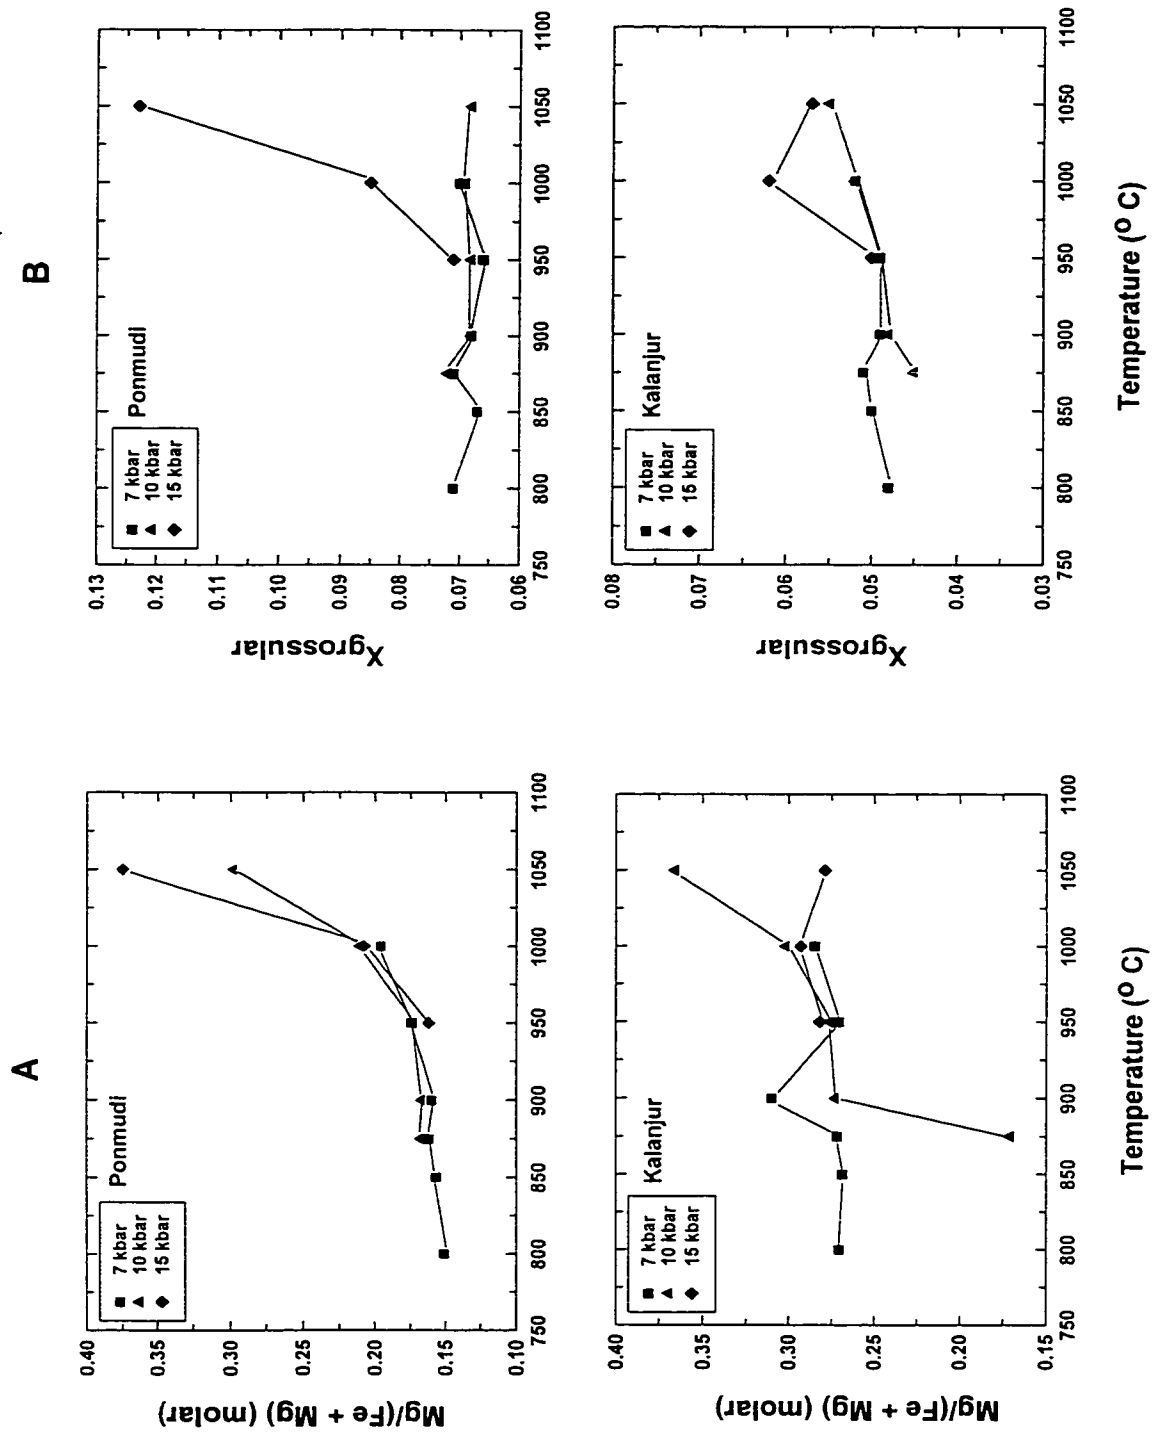 A
Mg/(Fe + Mg) (molar)
0.40
0.35
0.30
0.25
0.20
0.15
0.10
7 kbar
10 kbar
15 kbar
Ponmudi
750
800
850
900
950
1000
1050
1100
Mg/(Fe + Mg) (molar)
0.40
0.35
0.30
0.25
0.20
0.15
7 kbar
10 kbar
15 kbar
Kalanjur
750
800
850
900
950
1000
1050
1100
Temperature (° C)
B
Xgrossular
0.13
0.12
0.11
0.10
0.09
0.08
0.07
0.06
7 kbar
10 kbar
15 kbar
Ponmudi
750
800
850
900
950
1000
1050
1100
Xgrossular
0.08
0.07
0.06
0.05
0.04
0.03
7 kbar
10 kbar
15 kbar
Kalanjur
750
800
850
900
950
1000
1050
1100
Temperature (° C)